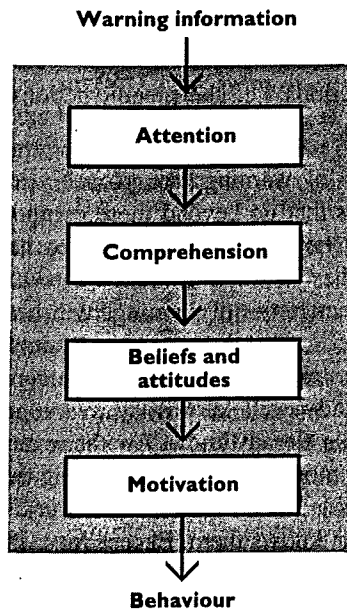 Warning information
Attention
Comprehension
Beliefs and
attitudes
Motivation
Behaviour